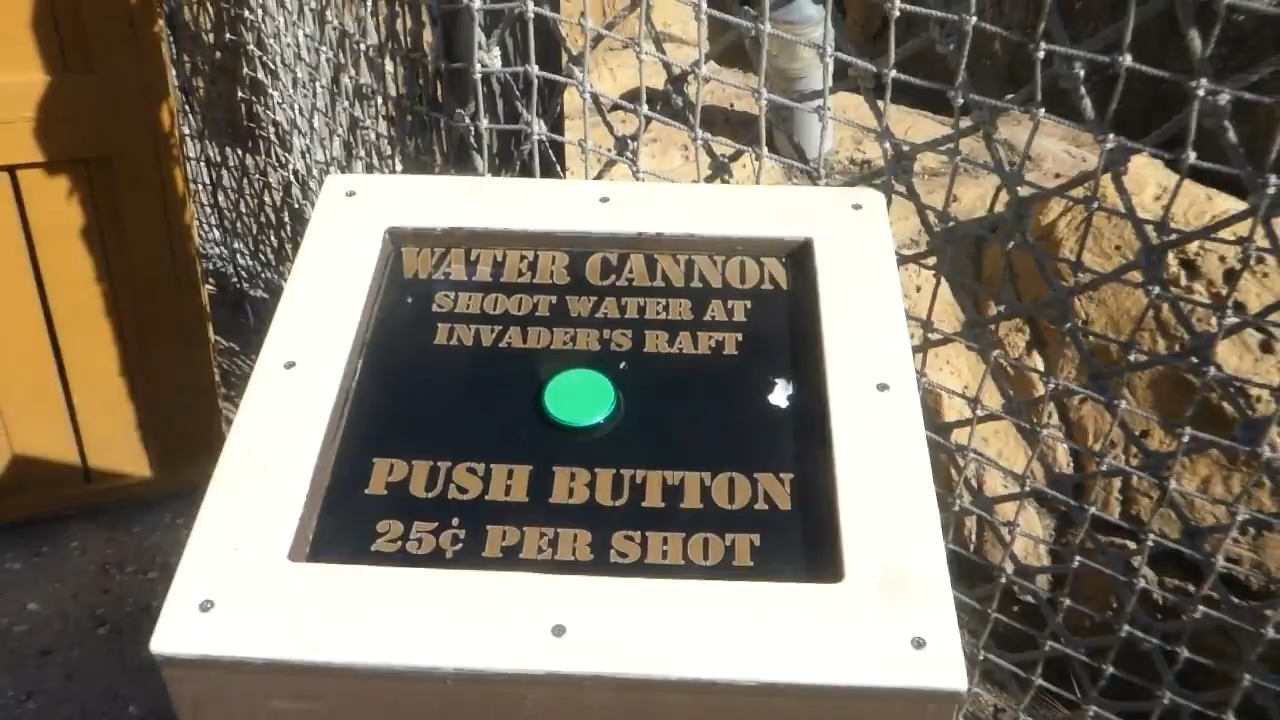 WATER CANNON
SHOOT WATER AT
INVADER'S RAFT
PUSH BUTTON
25¢ PER SHOT